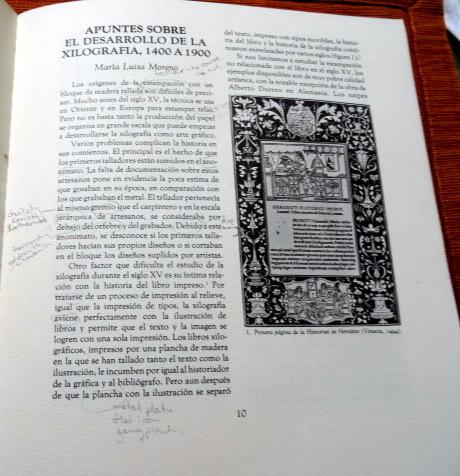 APUNTES SOBRE
EL DESARROLLO DE LA
XILOGRAFIA, 1400 A 1900
María Luisa Moreno
Los orígenes de la estampación con un
bloque de madera tallada son difíciles de preci-
sar. Mucho antes del siglo XV, la técnica se usa
en Oriente y en Europa para estampar telas.
Pero no es hasta tanto la producción del papel
se organiza en grande escala que puede empezar
a desarrollarse la xilografía como arte gráfico.
Varios problemas complican la historia en
sus comienzos. El principal es el hecho de que
los primeros talladores están sumidos en el ano-
nimato. La falta de documentación sobre éstos
artesanos pone en evidencia la poca estima de
que gozaban en su época, en comparación con
los que grababan el metal. El tallador pertenecía
al mismo gremio que el carpintero y en la escala
jerárquica de artesanos, se consideraba por
debajo del orfebre y del grabador. Debido a este
anonimato, se desconoce si los primeros talla-
dores hacían sus propios diseños o si cortaban
en el bloque los diseños suplidos por artistas.
Otro factor que dificulta el estudio de la
xilografía durante el siglo XV es su íntima rela-
ción con la historia del libro impreso.¹ Por
tratarse de un proceso de impresión al relieve,
igual que la impresión de tipos, la xilografía
aviene perfectamente con la ilustración de
libros y permite que el texto y la imagen se
logren con una sola impresión. Los libros xilo-
gráficos, impresos por una plancha de madera
en la que se han tallado tanto el texto como la
ilustración, le incumben por igual al historiador
de la gráfica y al bibliógrafo. Pero aun después
de que la plancha con la ilustración se separó
metal plate
flat iron
gangplank
del texto, impreso con tipos movibles, la histo-
ria del libro y la historia de la xilografía conti-
nuaron entrelazadas por varios siglos (figura 1).²
Si nos limitamos a estudiar la estampación
no relacionada con el libro en el siglo XV, los
ejemplos disponibles son de muy pobre calidad
artística, con la notable excepción de la obra de
Alberto Durero en Alemania. Los naipes
1. Primera página de la Historiae de Heródoto (Venecia, 1494).
10